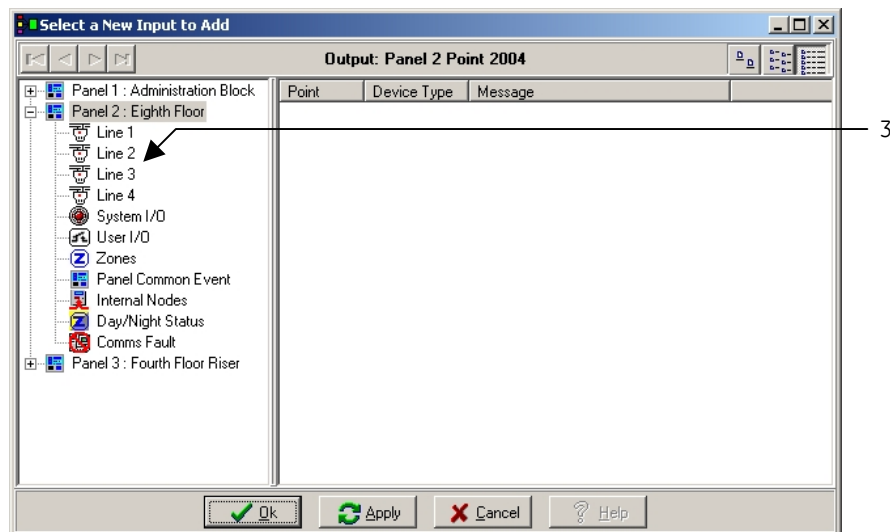 Select a New Input to Add
Output: Panel 2 Point 2004
Panel 1 : Administration Block
Panel 2 : Eighth Floor
Line 1
Line 2
Line 3
Line 4
System I/O
User I/O
Zones
Panel Common Event
Internal Nodes
Day/Night Status
Comms Fault
Panel 3 : Fourth Floor Riser
Point Device Type Message
3
Ok Apply Cancel Help